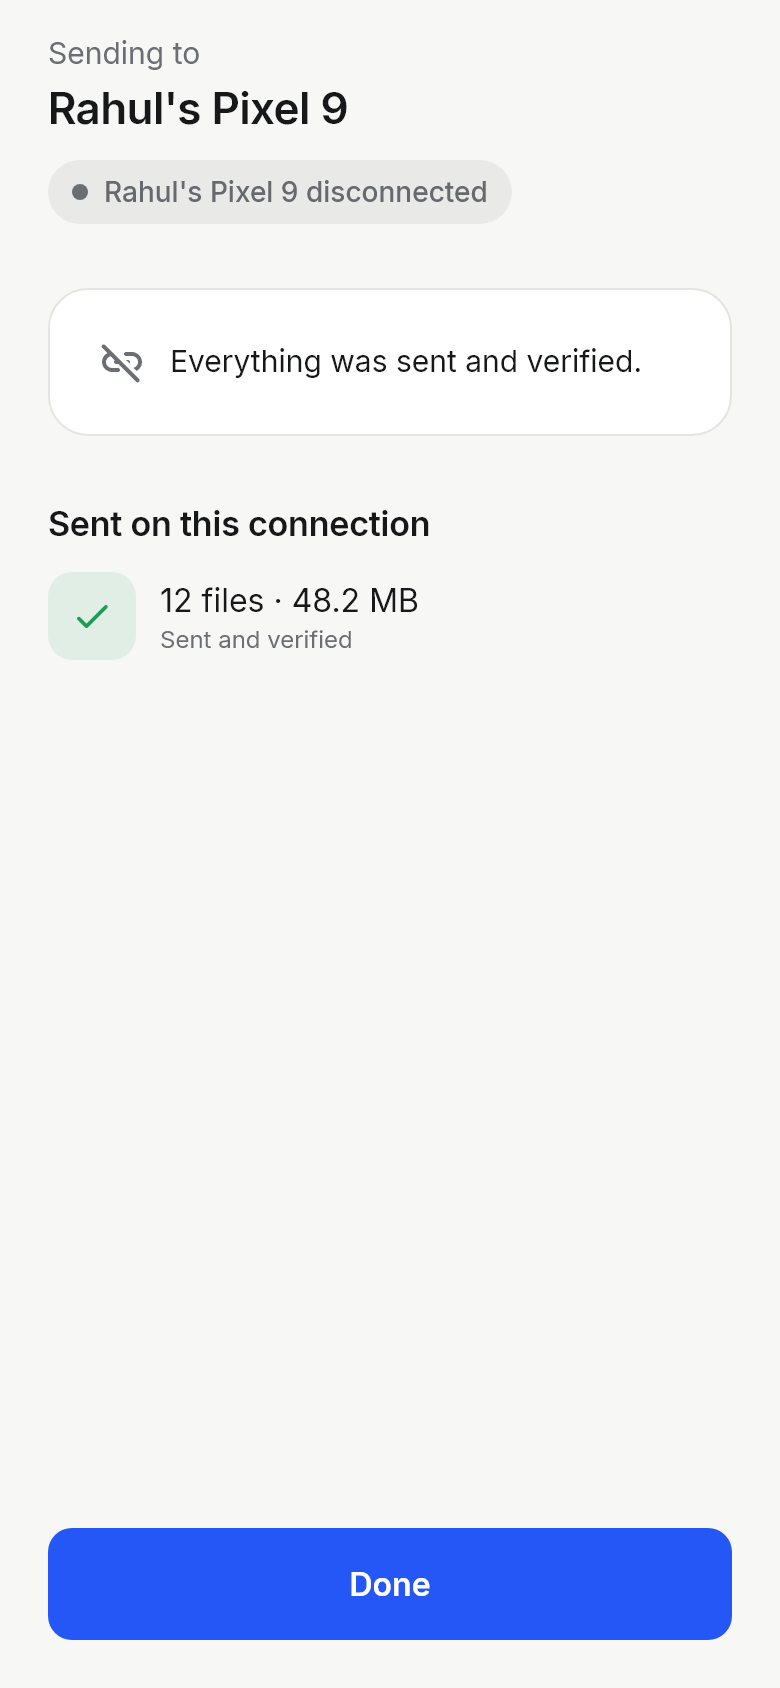 Sending to
Rahul's Pixel 9
Rahul's Pixel 9 disconnected
Everything was sent and verified.
Sent on this connection
12 files · 48.2 MB
Sent and verified
Done